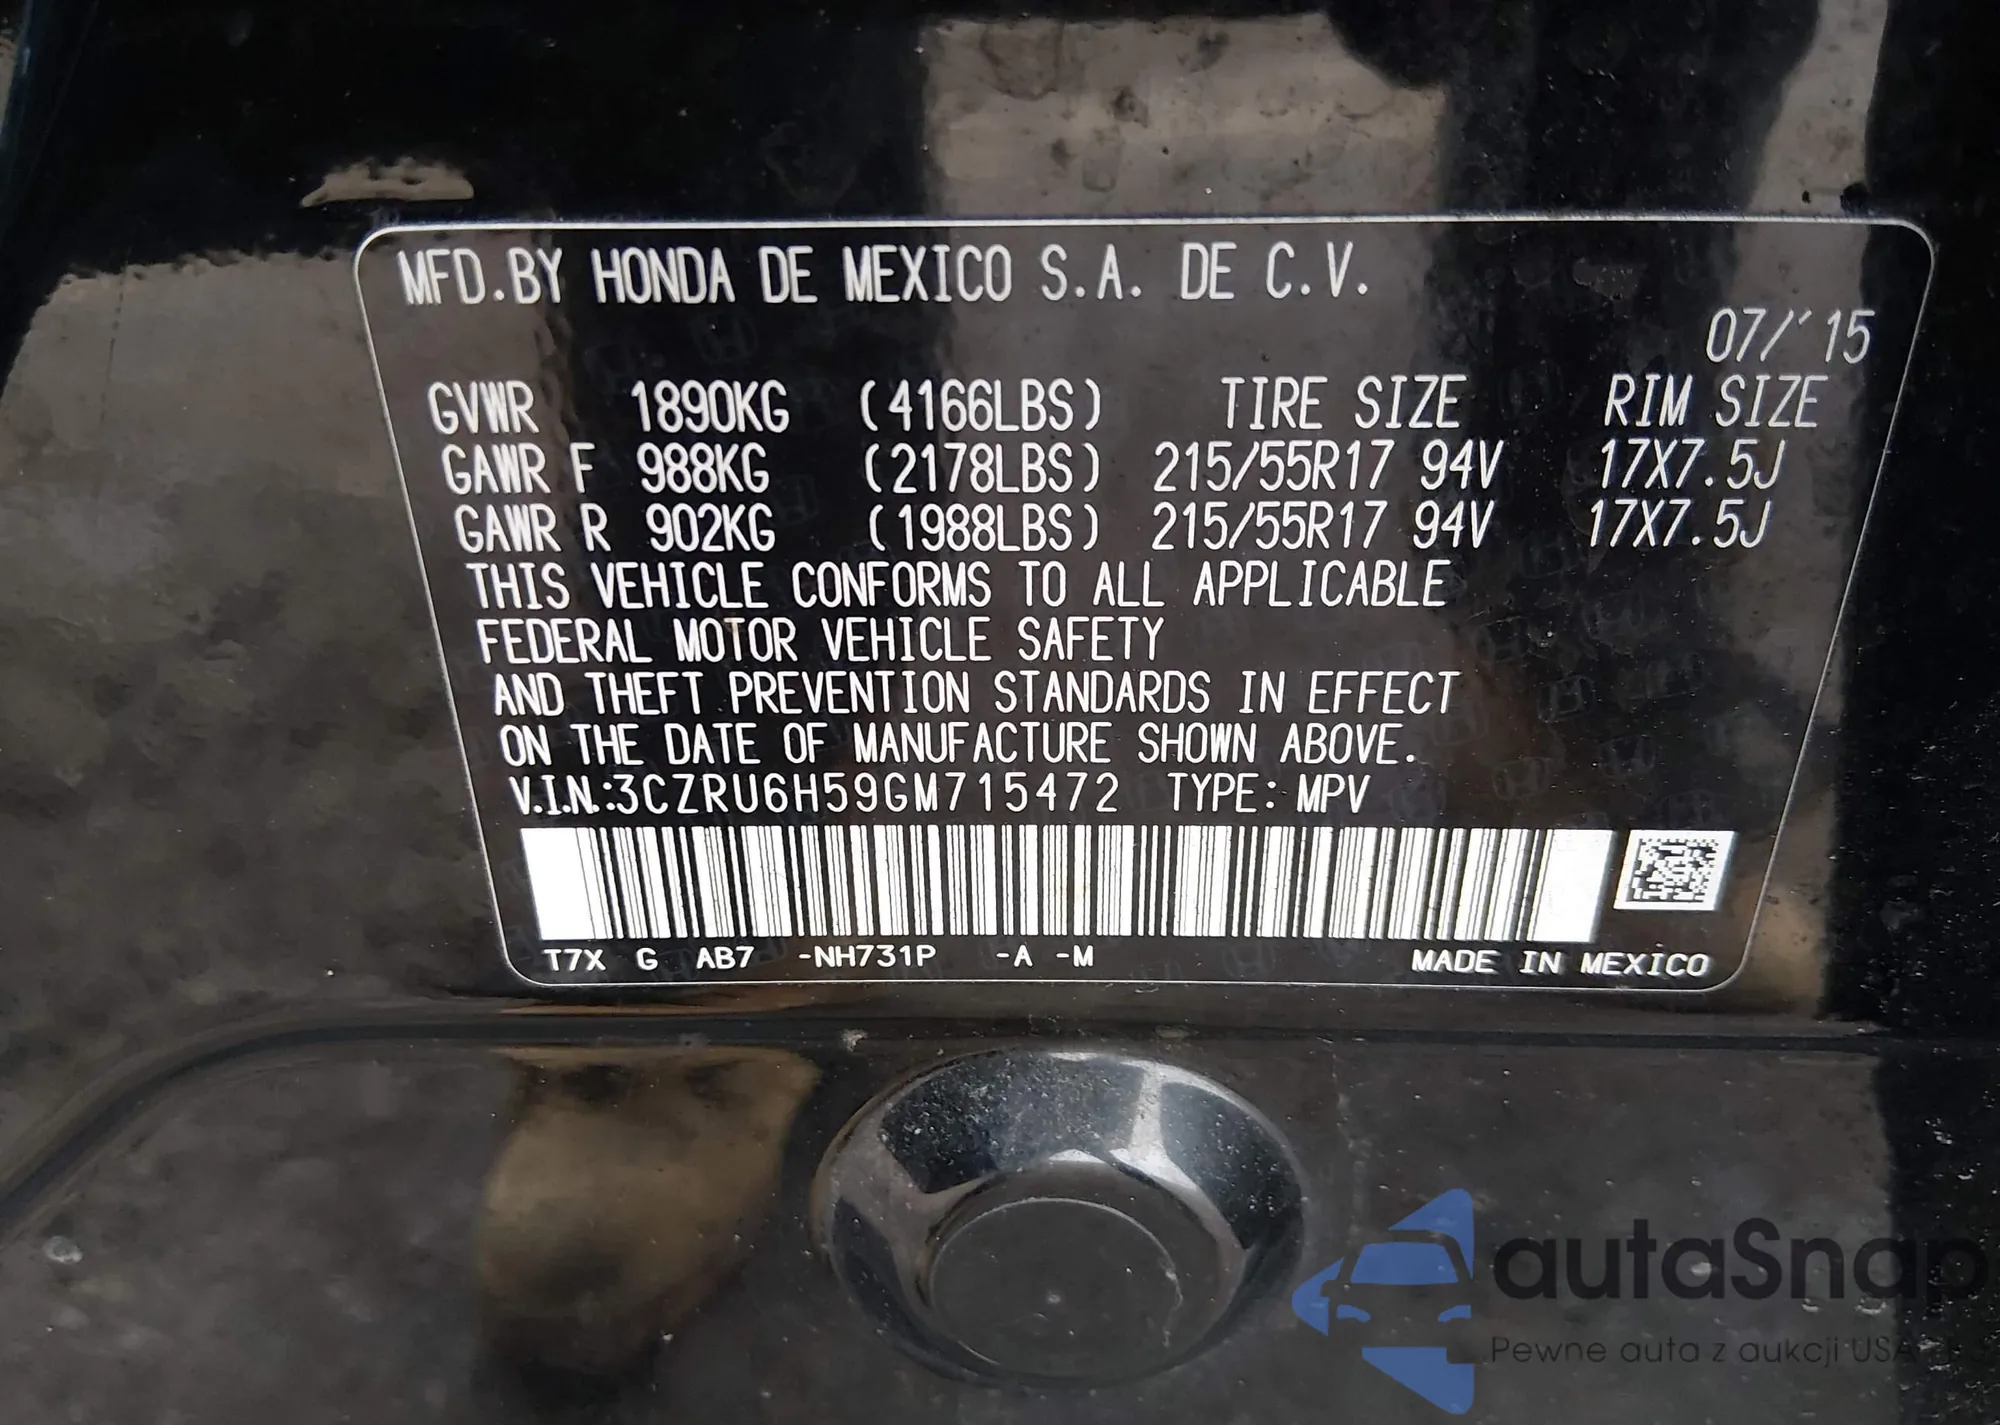 MFD.BY HONDA DE MEXICO S.A. DE C.V.
07/'15
GVWR 1890KG (4166LBS) TIRE SIZE RIM SIZE
GAWR F 988KG (2178LBS) 215/55R17 94V 17X7.5J
GAWR R 902KG (1988LBS) 215/55R17 94V 17X7.5J
THIS VEHICLE CONFORMS TO ALL APPLICABLE
FEDERAL MOTOR VEHICLE SAFETY
AND THEFT PREVENTION STANDARDS IN EFFECT
ON THE DATE OF MANUFACTURE SHOWN ABOVE.
V.I.N.:3CZRU6H59GM715472 TYPE: MPV
T7X G AB7 -NH731P -A -M MADE IN MEXICO
autaSnap
Pewne auta z aukcji USA